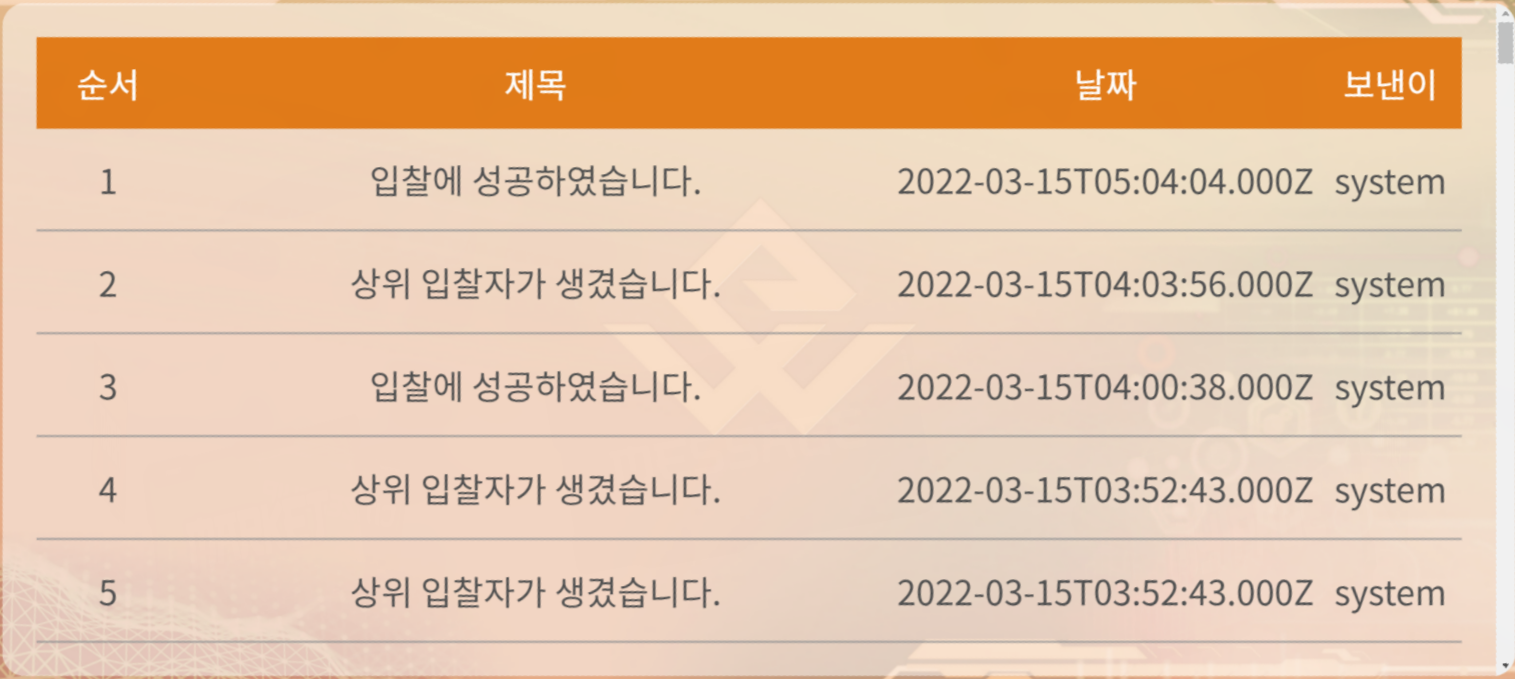 순서 제목 날짜 보낸이
1 입찰에 성공하였습니다. 2022-03-15T05:04:04.000Z system
2 상위 입찰자가 생겼습니다. 2022-03-15T04:03:56.000Z system
3 입찰에 성공하였습니다. 2022-03-15T04:00:38.000Z system
4 상위 입찰자가 생겼습니다. 2022-03-15T03:52:43.000Z system
5 상위 입찰자가 생겼습니다. 2022-03-15T03:52:43.000Z system